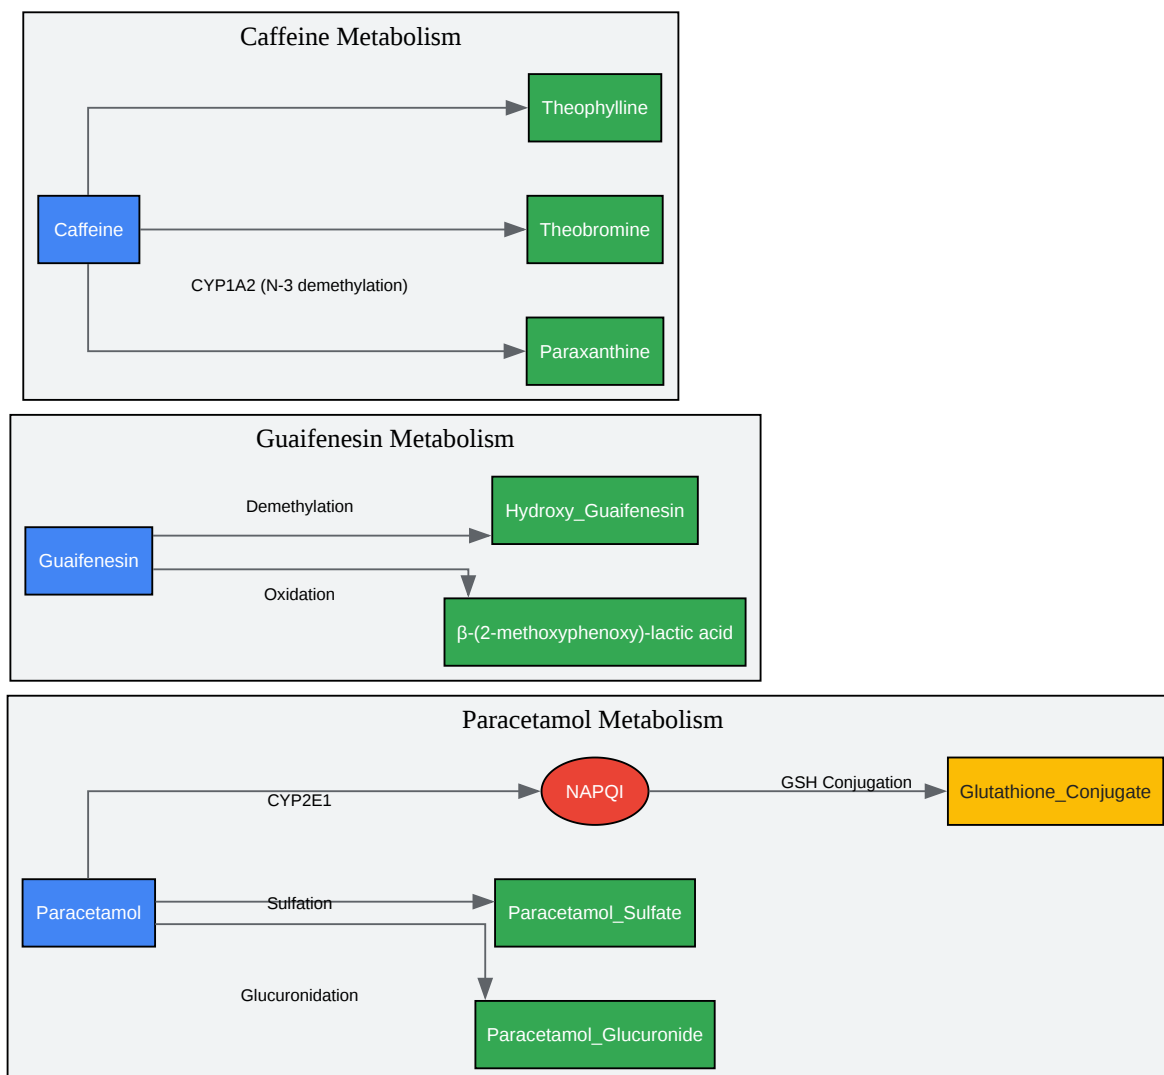 Caffeine Metabolism
Theophylline
Caffeine
Theobromine
CYP1A2 (N-3 demethylation)
Paraxanthine
Guaifenesin Metabolism
Demethylation
Hydroxy_Guaifenesin
Guaifenesin
Oxidation
β-(2-methoxyphenoxy)-lactic acid
Paracetamol Metabolism
CYP2E1
NAPQI
GSH Conjugation
Glutathione_Conjugate
Paracetamol
Sulfation
Paracetamol_Sulfate
Glucuronidation
Paracetamol_Glucuronide